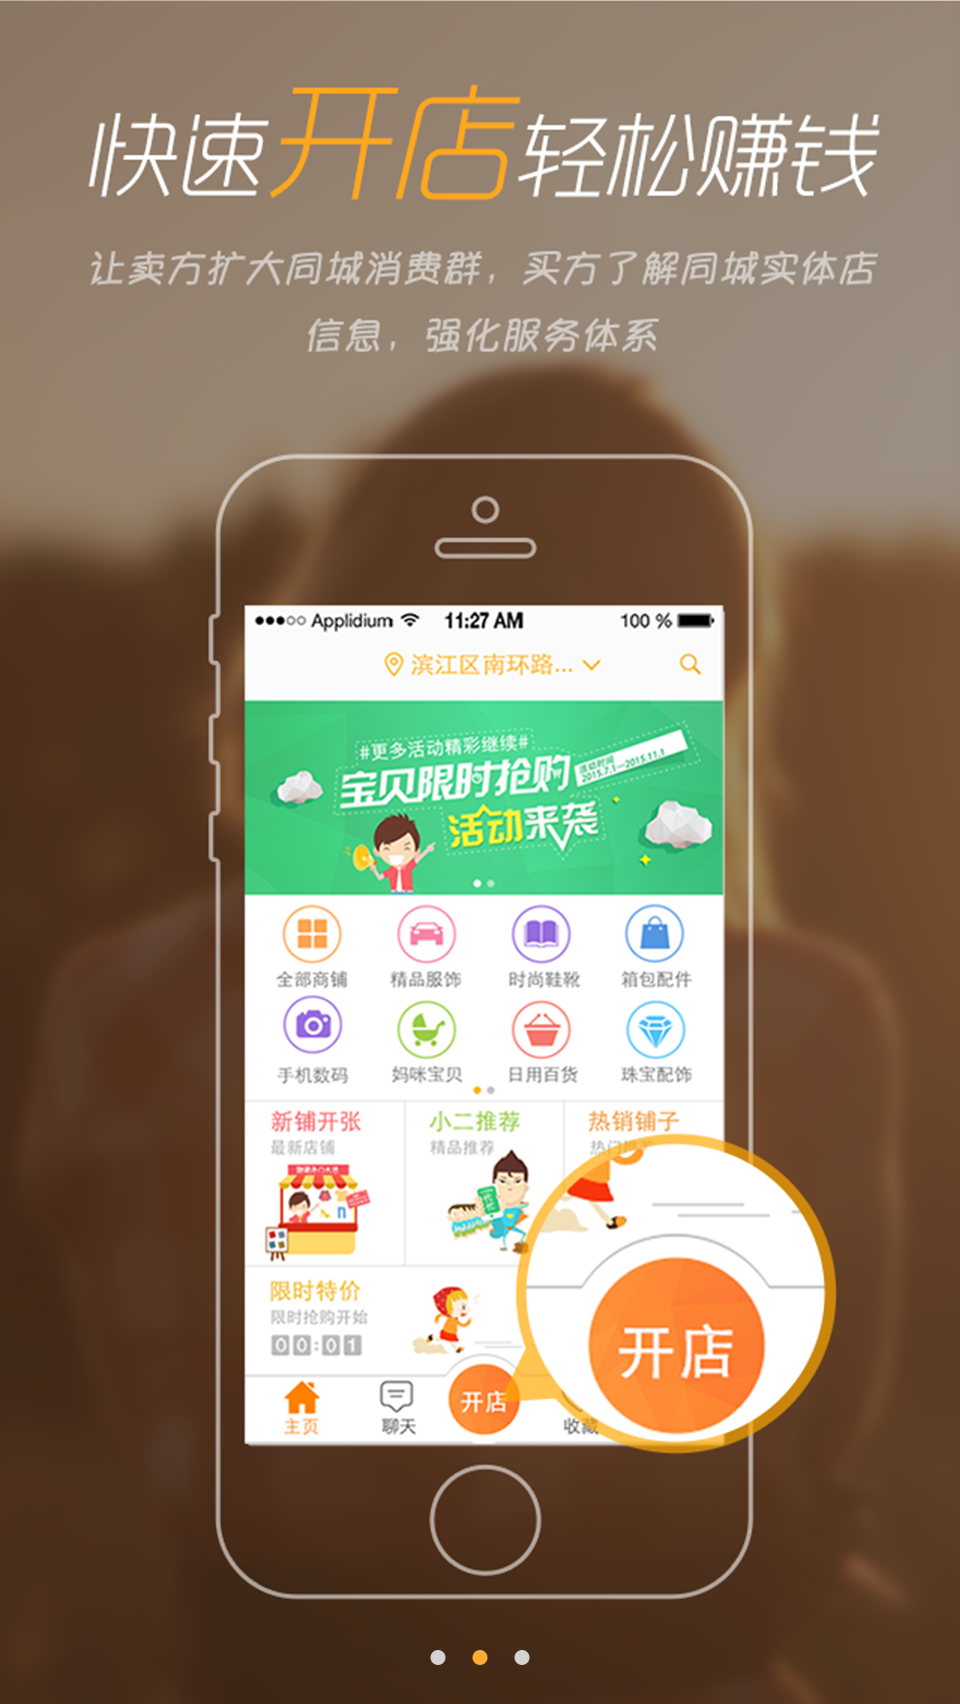 快速开店轻松赚钱
让卖方扩大同城消费群，买方了解同城实体店
信息，强化服务体系
Applidium 11:27 AM 100 %
滨江区南环路...
#更多活动精彩继续#
宝贝限时抢购
活动时间
2015.7.1—2015.11.1
活动来袭
全部商铺 精品服饰 时尚鞋靴 箱包配件
手机数码 妈咪宝贝 日用百货 珠宝配饰
新铺开张 小二推荐 热销铺子
最新店铺 精品推荐 热门推荐
限时特价
限时抢购开始
00:01
开店
主页 聊天 开店 收藏